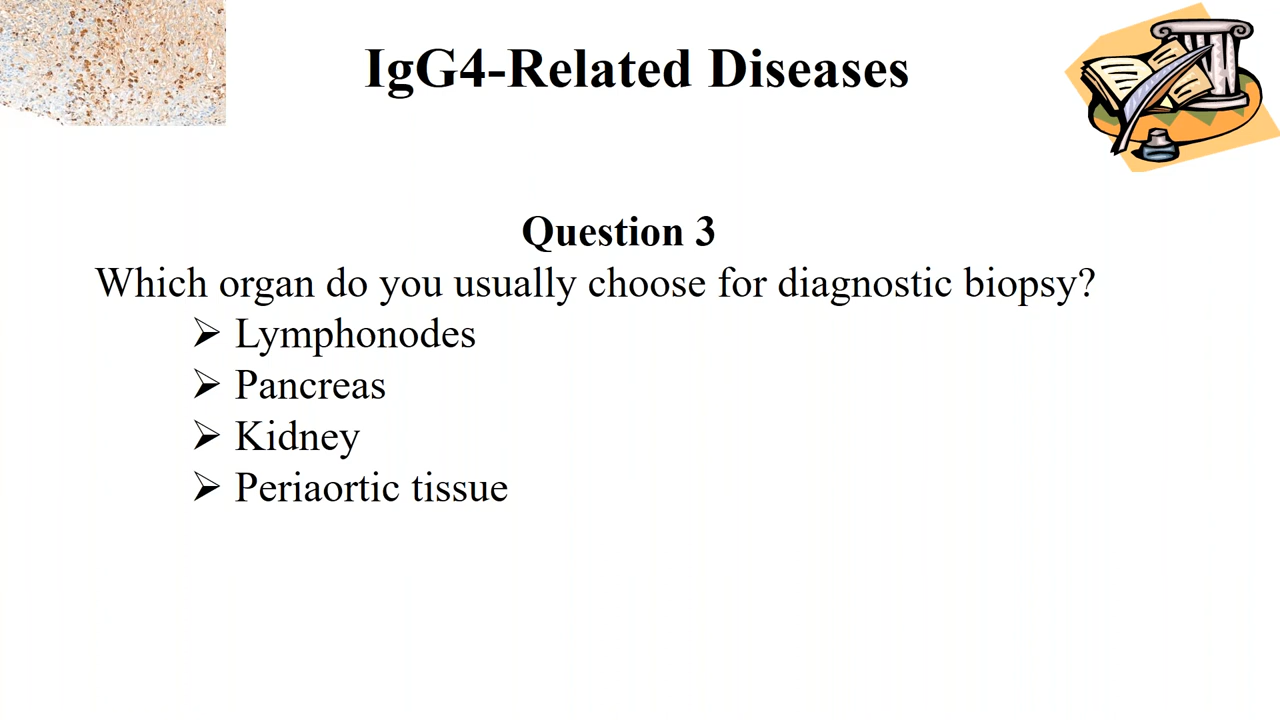 IgG4-Related Diseases
Question 3
Which organ do you usually choose for diagnostic biopsy?
➢ Lymphonodes
➢ Pancreas
➢ Kidney
➢ Periaortic tissue